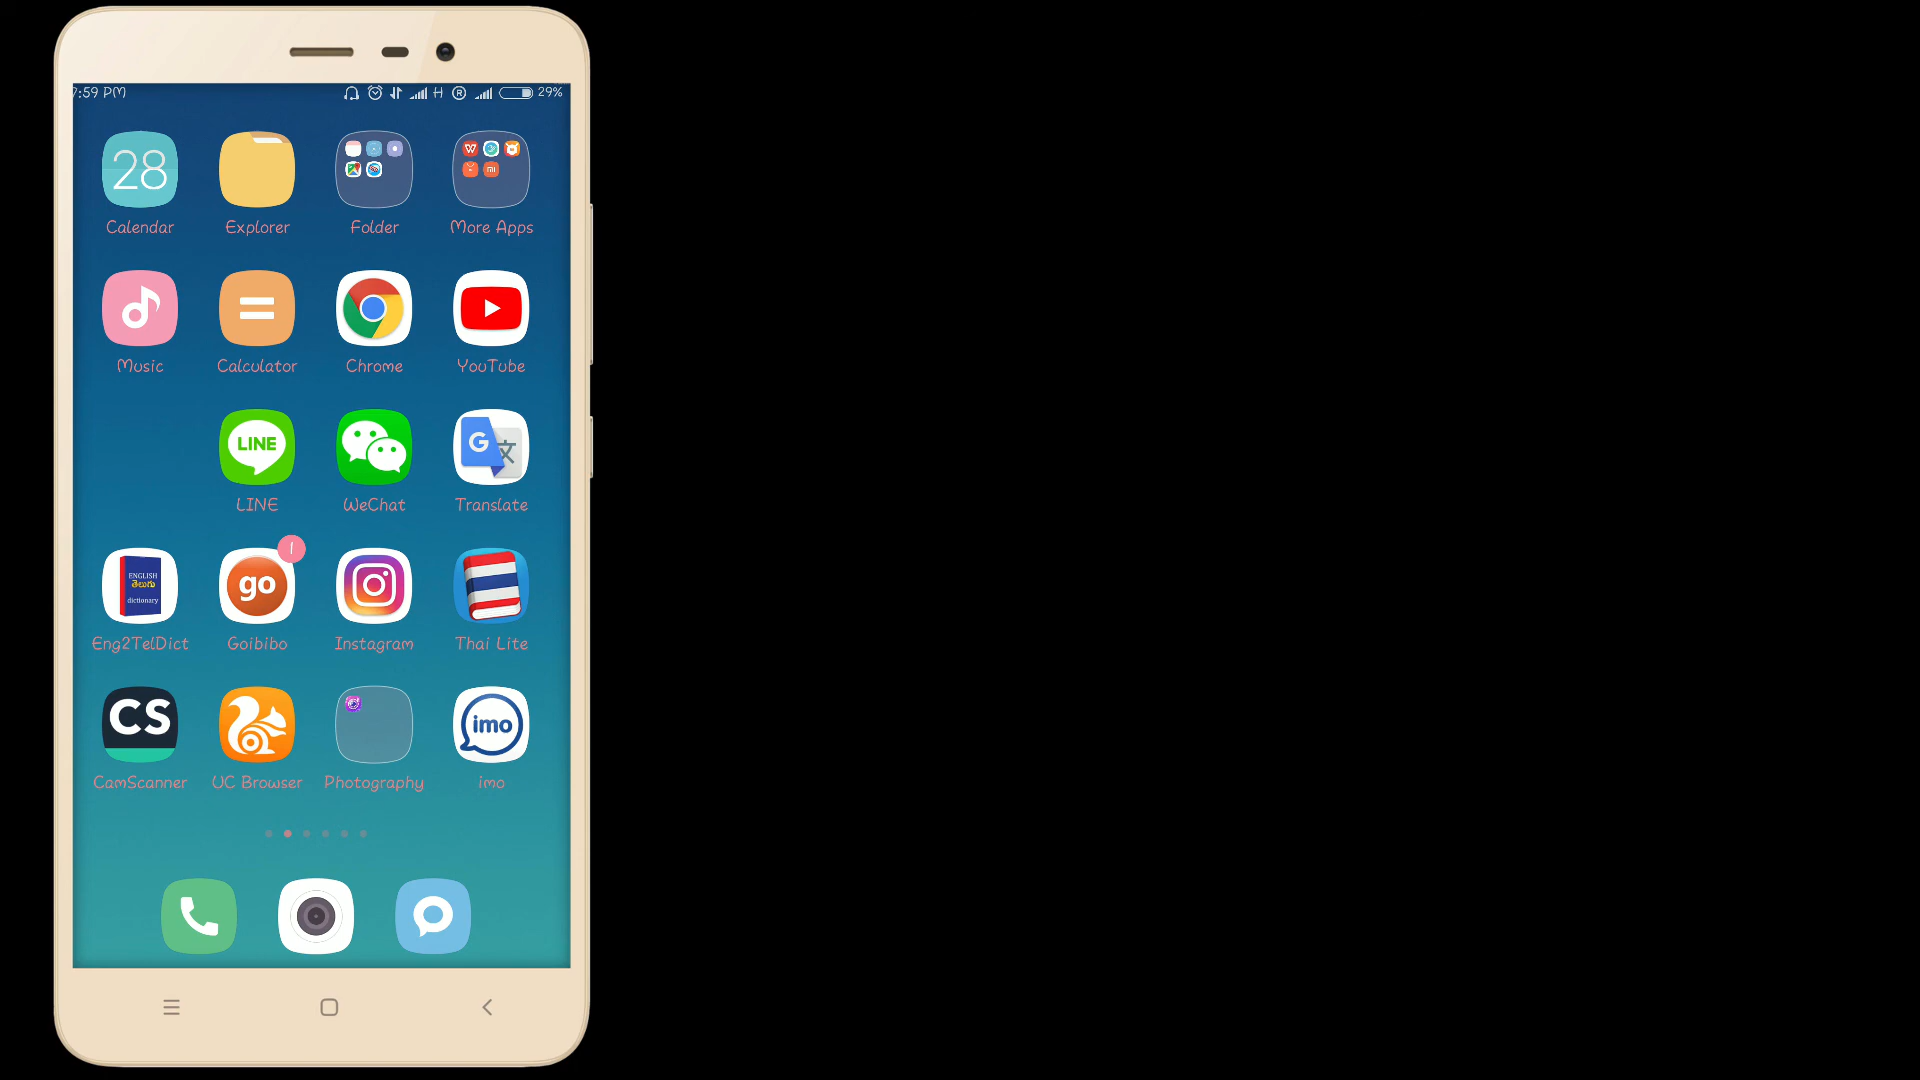 7:59 PM H R 29%
28
Calendar Explorer Folder More Apps
Music Calculator Chrome YouTube
LINE
G 文
LINE WeChat Translate
ENGLISH
తెలుగు
dictionary
go
Eng2TelDict Goibibo Instagram Thai Lite
CS
imo
CamScanner UC Browser Photography imo